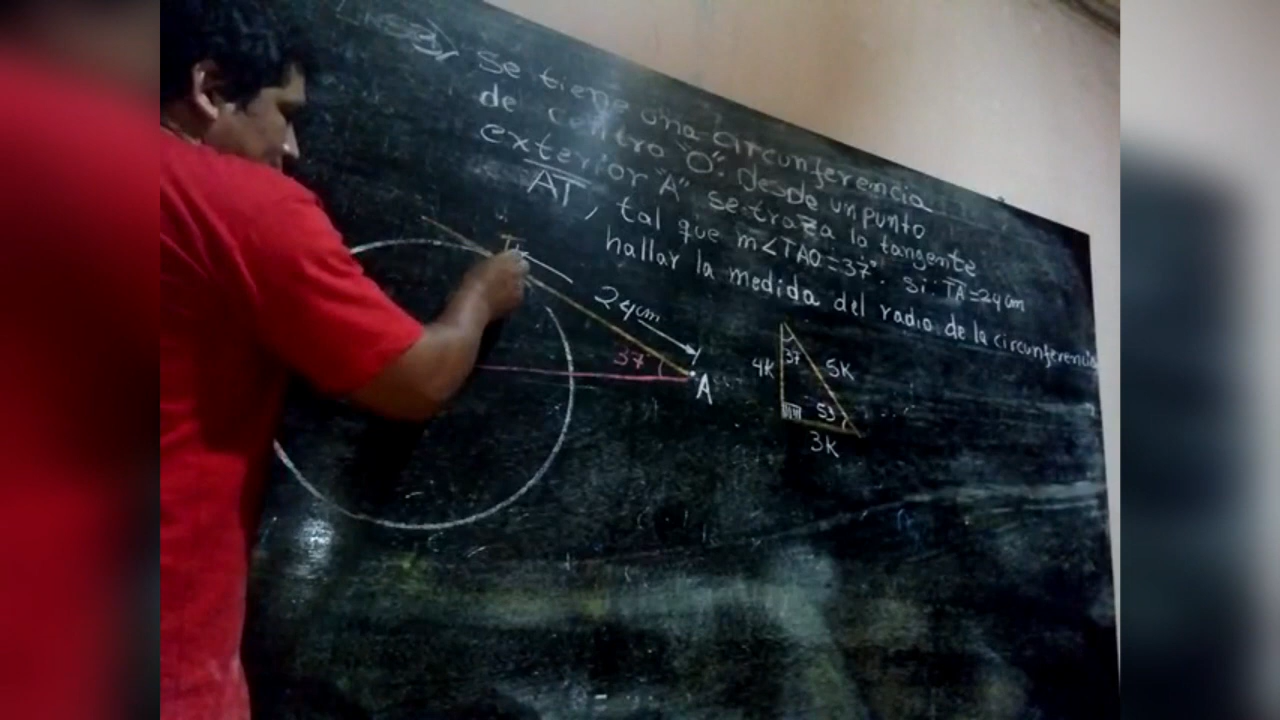 Se tiene una circunferencia
de centro "O". desde un punto
exterior "A" se traza la tangente
AT, tal que m∠TAO=37°. Si: TA=24cm
hallar la medida del radio de la circunferencia
T
24cm
37°
A
37
4K
5K
53
3K